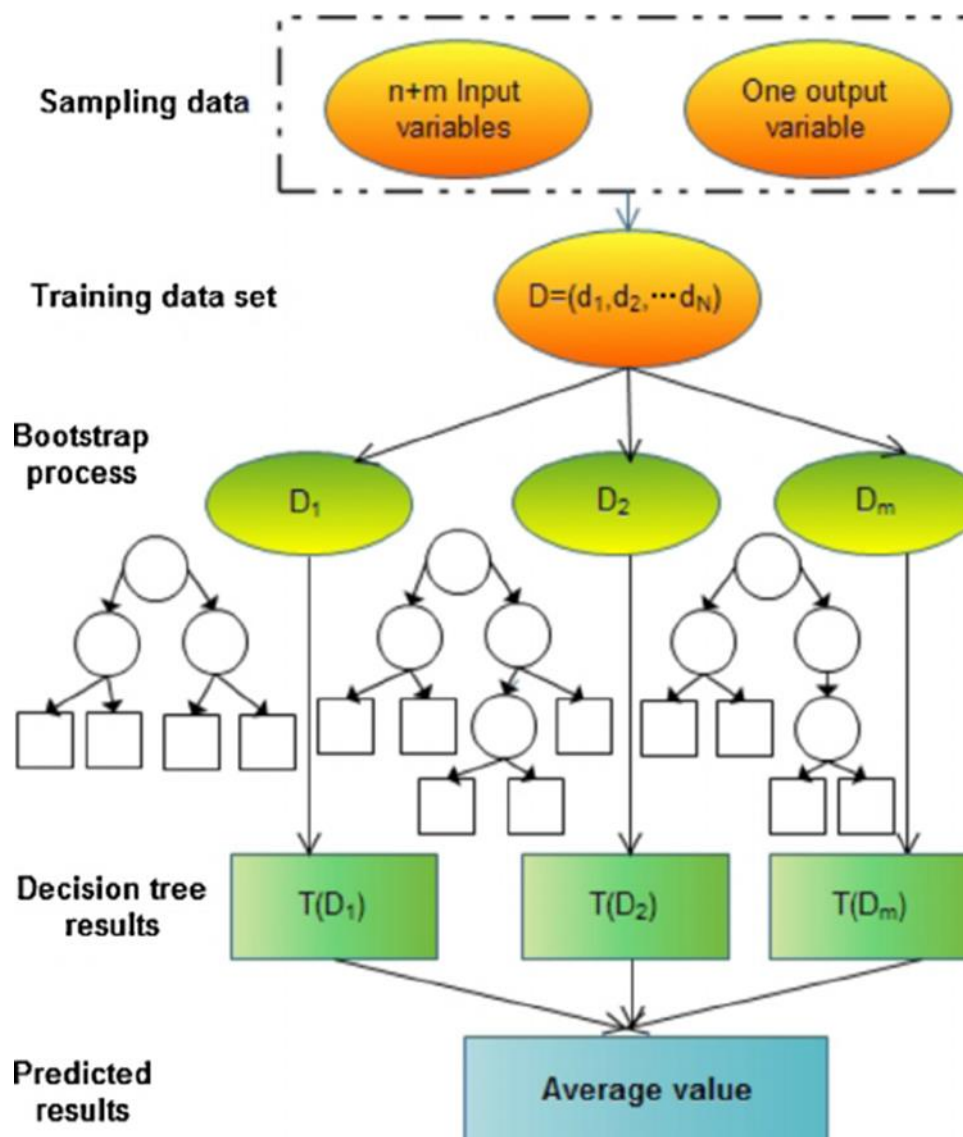 Sampling data
n+m Input
variables
One output
variable
Training data set
D=(d₁,d₂,···d_N)
Bootstrap
process
D₁
D₂
Dₘ
Decision tree
results
T(D₁)
T(D₂)
T(Dₘ)
Predicted
results
Average value